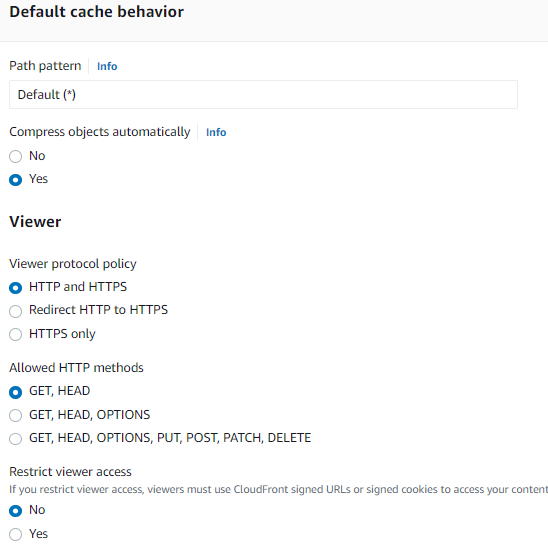 Default cache behavior
Path pattern Info
Default (*)
Compress objects automatically Info
No
Yes
Viewer
Viewer protocol policy
HTTP and HTTPS
Redirect HTTP to HTTPS
HTTPS only
Allowed HTTP methods
GET, HEAD
GET, HEAD, OPTIONS
GET, HEAD, OPTIONS, PUT, POST, PATCH, DELETE
Restrict viewer access
If you restrict viewer access, viewers must use CloudFront signed URLs or signed cookies to access your content
No
Yes